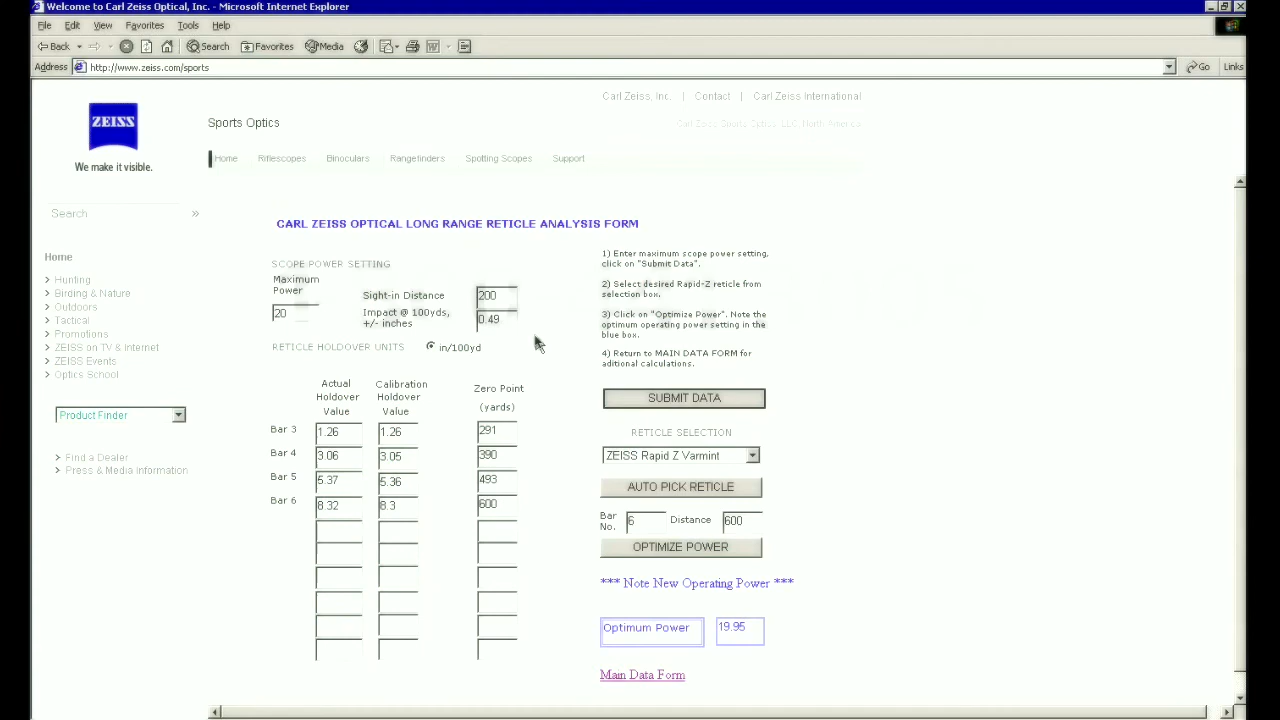 Welcome to Carl Zeiss Optical, Inc. - Microsoft Internet Explorer
File Edit View Favorites Tools Help
Back Search Favorites Media
Address http://www.zeiss.com/sports Go Links
Carl Zeiss, Inc. | Contact | Carl Zeiss International
ZEISS
Sports Optics
Carl Zeiss Sports Optics LLC, North America
We make it visible.
Home Riflescopes Binoculars Rangefinders Spotting Scopes Support
Search »
Home
> Hunting
> Birding & Nature
> Outdoors
> Tactical
> Promotions
> ZEISS on TV & Internet
> ZEISS Events
> Optics School
Product Finder
> Find a Dealer
> Press & Media information
CARL ZEISS OPTICAL LONG RANGE RETICLE ANALYSIS FORM
SCOPE POWER SETTING
Maximum
Power
20
Sight-in Distance 200
Impact @ 100yds,
+/- inches
0.49
RETICLE HOLDOVER UNITS in/100yd
Actual
Holdover
Value
Calibration
Holdover
Value
Zero Point
(yards)
Bar 3 1.26 1.26 291
Bar 4 3.06 3.05 390
Bar 5 5.37 5.36 493
Bar 6 8.32 8.3 600
1) Enter maximum scope power setting,
click on "Submit Data".
2) Select desired Rapid-Z reticle from
selection box.
3) Click on "Optimize Power". Note the
optimum operating power setting in the
blue box.
4) Return to MAIN DATA FORM for
aditional calculations.
SUBMIT DATA
RETICLE SELECTION
ZEISS Rapid Z Varmint
AUTO PICK RETICLE
Bar
No.
6 Distance 600
OPTIMIZE POWER
*** Note New Operating Power ***
Optimum Power 19.95
Main Data Form